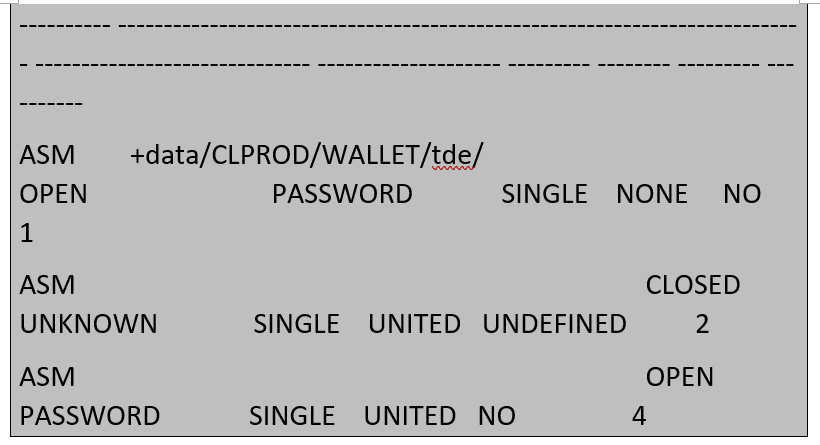 ---------- --------------------------------------------------------------------------
- ------------------------------ -------------------- --------- -------- --------- ---
-------
ASM +data/CLPROD/WALLET/tde/
OPEN PASSWORD SINGLE NONE NO
1
ASM CLOSED
UNKNOWN SINGLE UNITED UNDEFINED 2
ASM OPEN
PASSWORD SINGLE UNITED NO 4